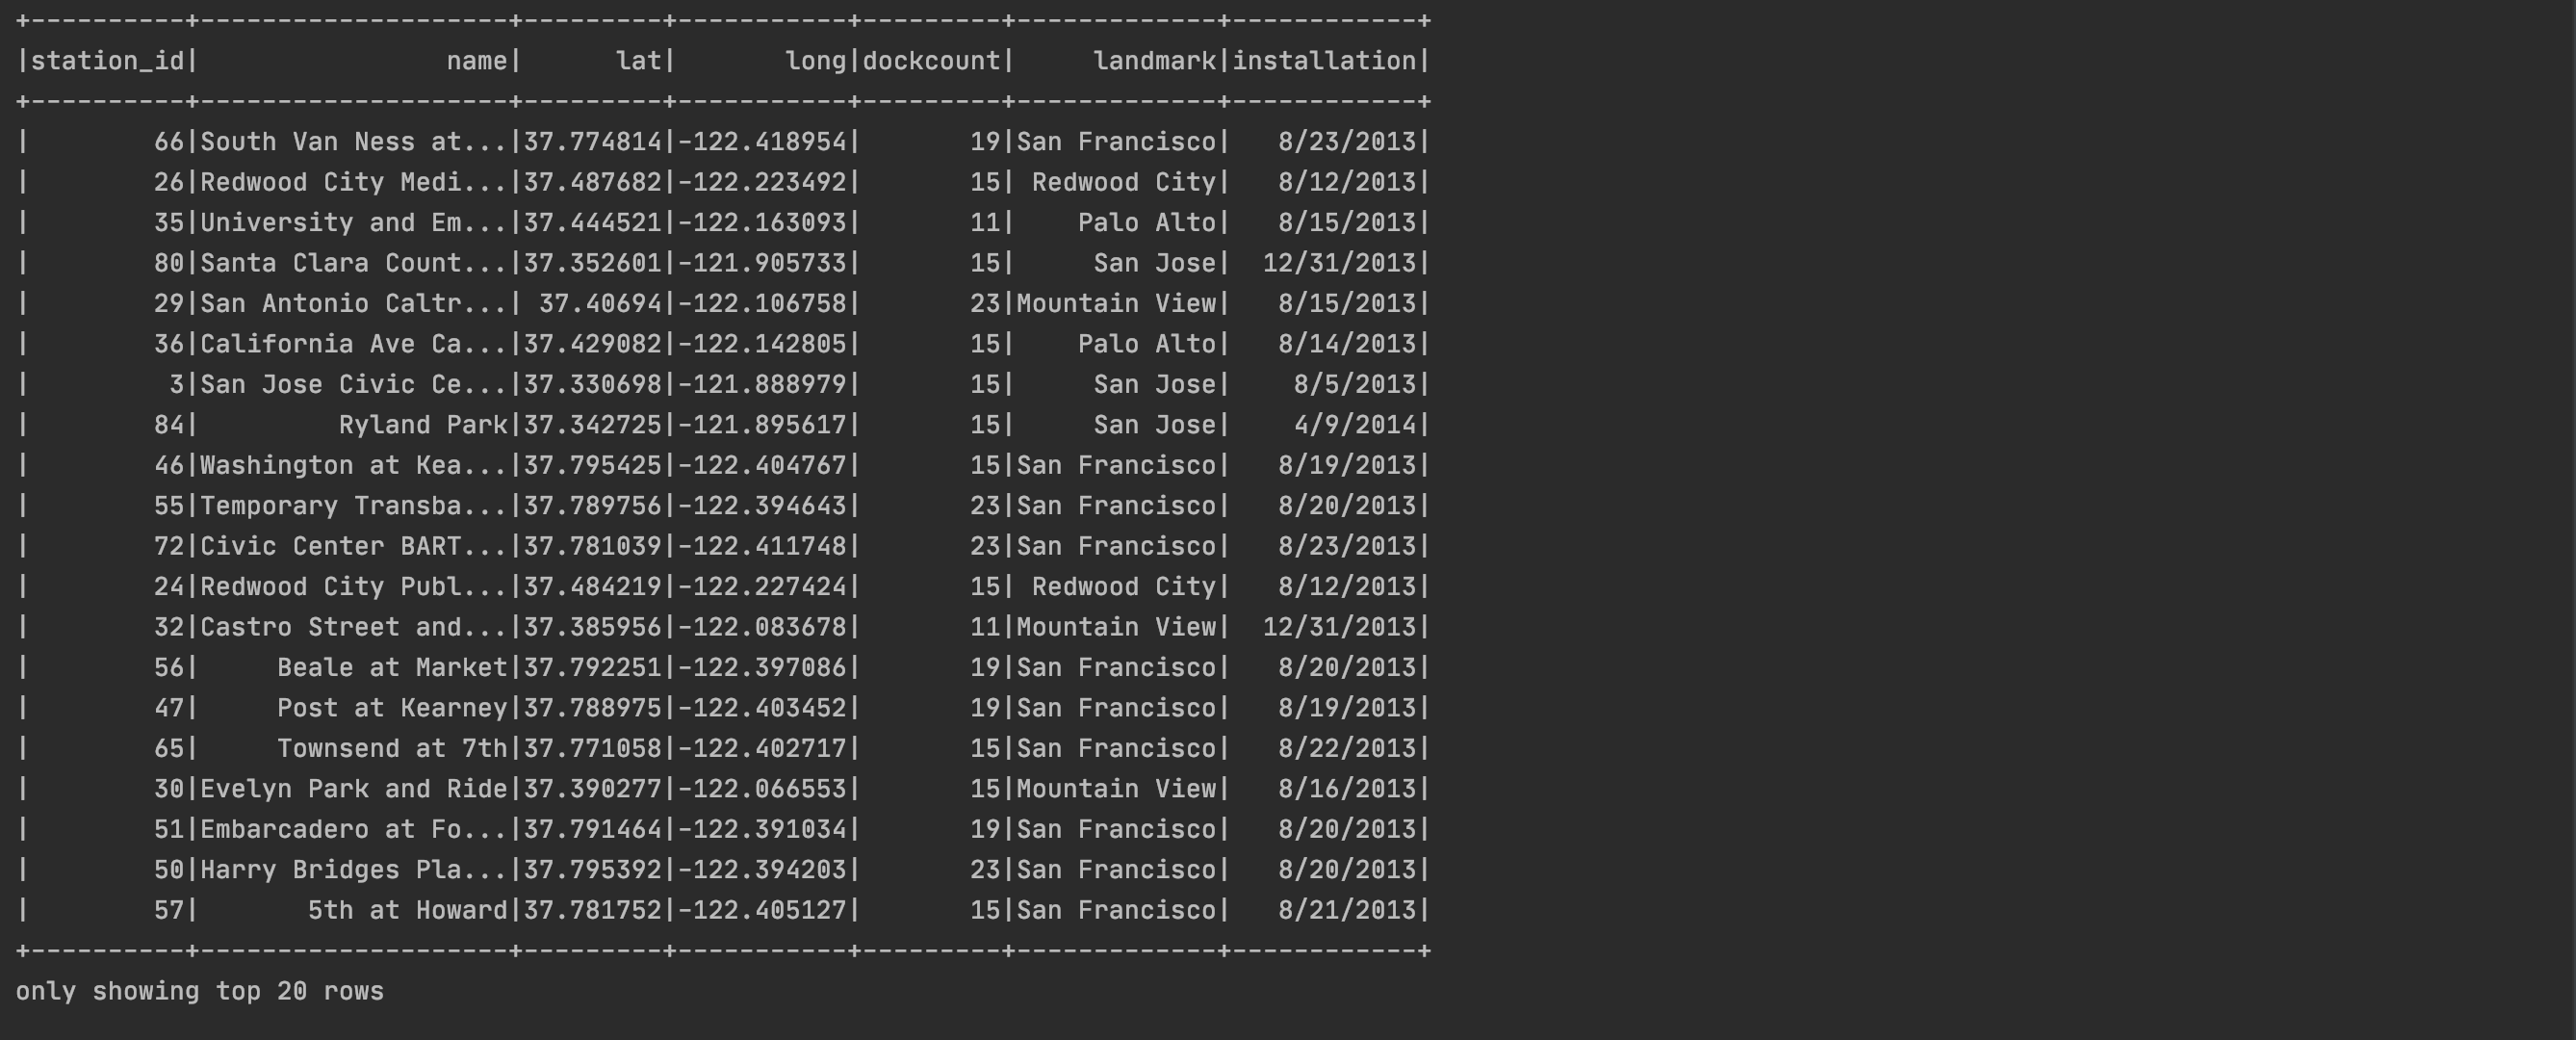 +----------+--------------------+---------+-----------+---------+-------------+------------+
|station_id|                name|      lat|       long|dockcount|     landmark|installation|
+----------+--------------------+---------+-----------+---------+-------------+------------+
|        66|South Van Ness at...|37.774814|-122.418954|       19|San Francisco|   8/23/2013|
|        26|Redwood City Medi...|37.487682|-122.223492|       15| Redwood City|   8/12/2013|
|        35|University and Em...|37.444521|-122.163093|       11|    Palo Alto|   8/15/2013|
|        80|Santa Clara Count...|37.352601|-121.905733|       15|     San Jose|  12/31/2013|
|        29|San Antonio Caltr...| 37.40694|-122.106758|       23|Mountain View|   8/15/2013|
|        36|California Ave Ca...|37.429082|-122.142805|       15|    Palo Alto|   8/14/2013|
|         3|San Jose Civic Ce...|37.330698|-121.888979|       15|     San Jose|    8/5/2013|
|        84|         Ryland Park|37.342725|-121.895617|       15|     San Jose|    4/9/2014|
|        46|Washington at Kea...|37.795425|-122.404767|       15|San Francisco|   8/19/2013|
|        55|Temporary Transba...|37.789756|-122.394643|       23|San Francisco|   8/20/2013|
|        72|Civic Center BART...|37.781039|-122.411748|       23|San Francisco|   8/23/2013|
|        24|Redwood City Publ...|37.484219|-122.227424|       15| Redwood City|   8/12/2013|
|        32|Castro Street and...|37.385956|-122.083678|       11|Mountain View|  12/31/2013|
|        56|     Beale at Market|37.792251|-122.397086|       19|San Francisco|   8/20/2013|
|        47|     Post at Kearney|37.788975|-122.403452|       19|San Francisco|   8/19/2013|
|        65|     Townsend at 7th|37.771058|-122.402717|       15|San Francisco|   8/22/2013|
|        30|Evelyn Park and Ride|37.390277|-122.066553|       15|Mountain View|   8/16/2013|
|        51|Embarcadero at Fo...|37.791464|-122.391034|       19|San Francisco|   8/20/2013|
|        50|Harry Bridges Pla...|37.795392|-122.394203|       23|San Francisco|   8/20/2013|
|        57|       5th at Howard|37.781752|-122.405127|       15|San Francisco|   8/21/2013|
+----------+--------------------+---------+-----------+---------+-------------+------------+
only showing top 20 rows